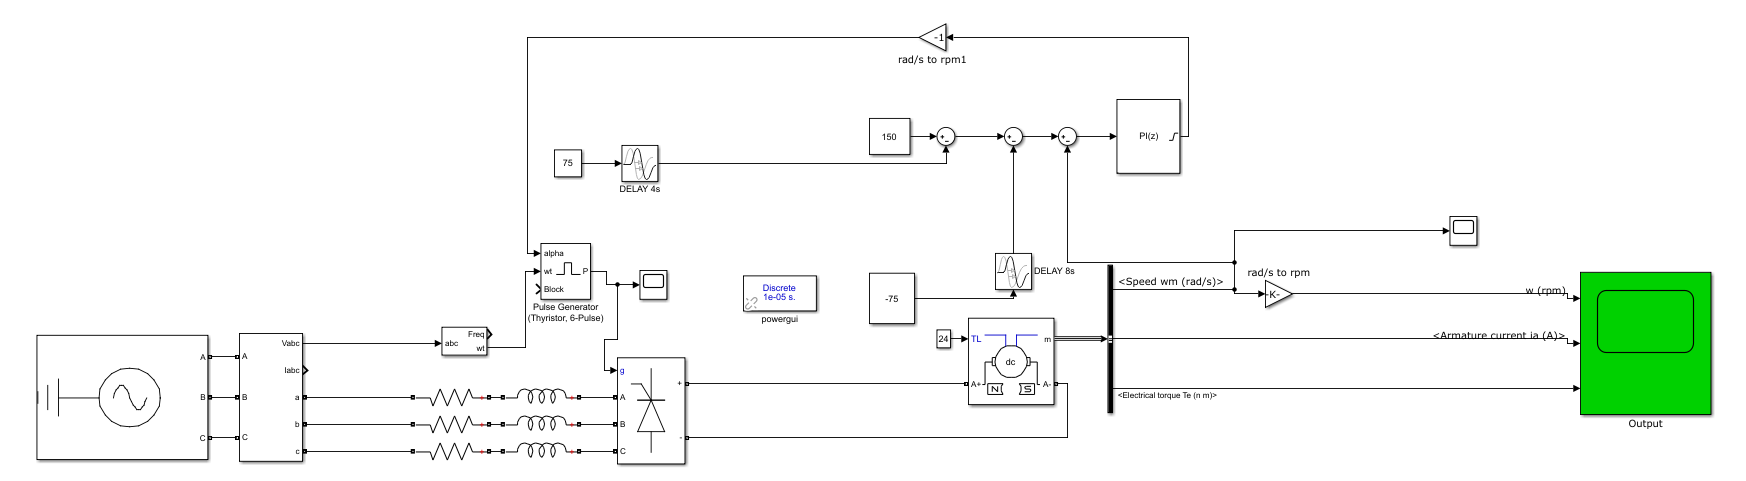 -1
rad/s to rpm1
150
+
−
+
−
+
−
PI(z)
75
DELAY 4s
alpha
wt
P
Block
Pulse Generator
(Thyristor, 6-Pulse)
Discrete
1e-05 s.
powergui
-75
DELAY 8s
<Speed wm (rad/s)>
rad/s to rpm
-K-
w (rpm)
24
TL
m
dc
A+
A-
N
S
<Armature current ia (A)>
<Electrical torque Te (n m)>
Output
A
B
C
A
B
C
Vabc
Iabc
a
b
c
Freq
abc
wt
+
+
+
+
+
+
g
A
B
C
+
-